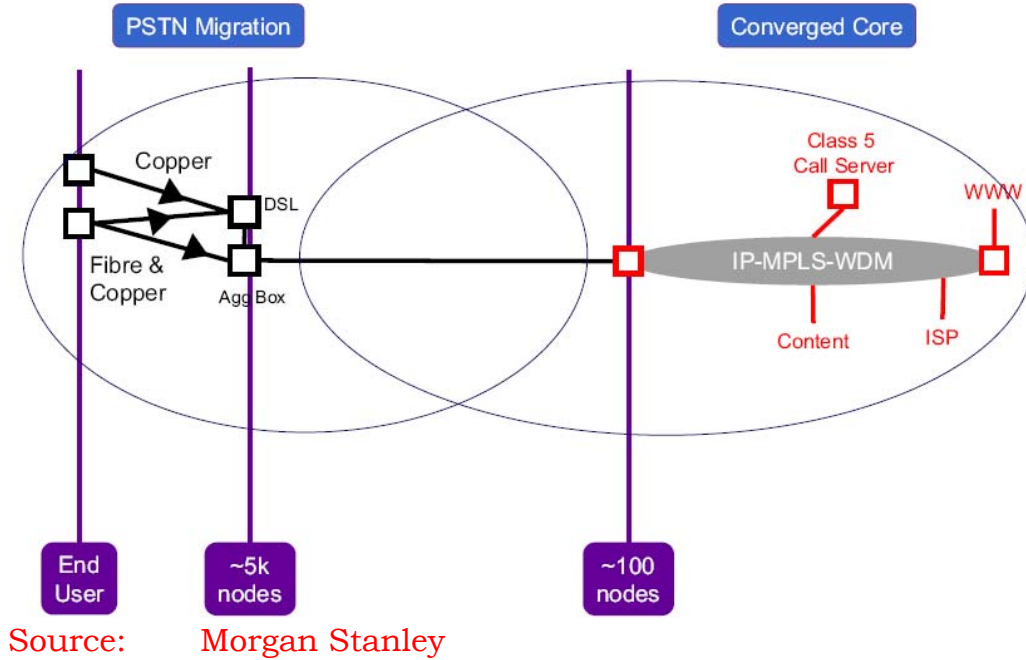 PSTN Migration
Converged Core
Copper
Class 5
Call Server
WWW
DSL
Fibre &
Copper
Agg Box
IP-MPLS-WDM
Content
ISP
End
User
~5k
nodes
~100
nodes
Source: Morgan Stanley